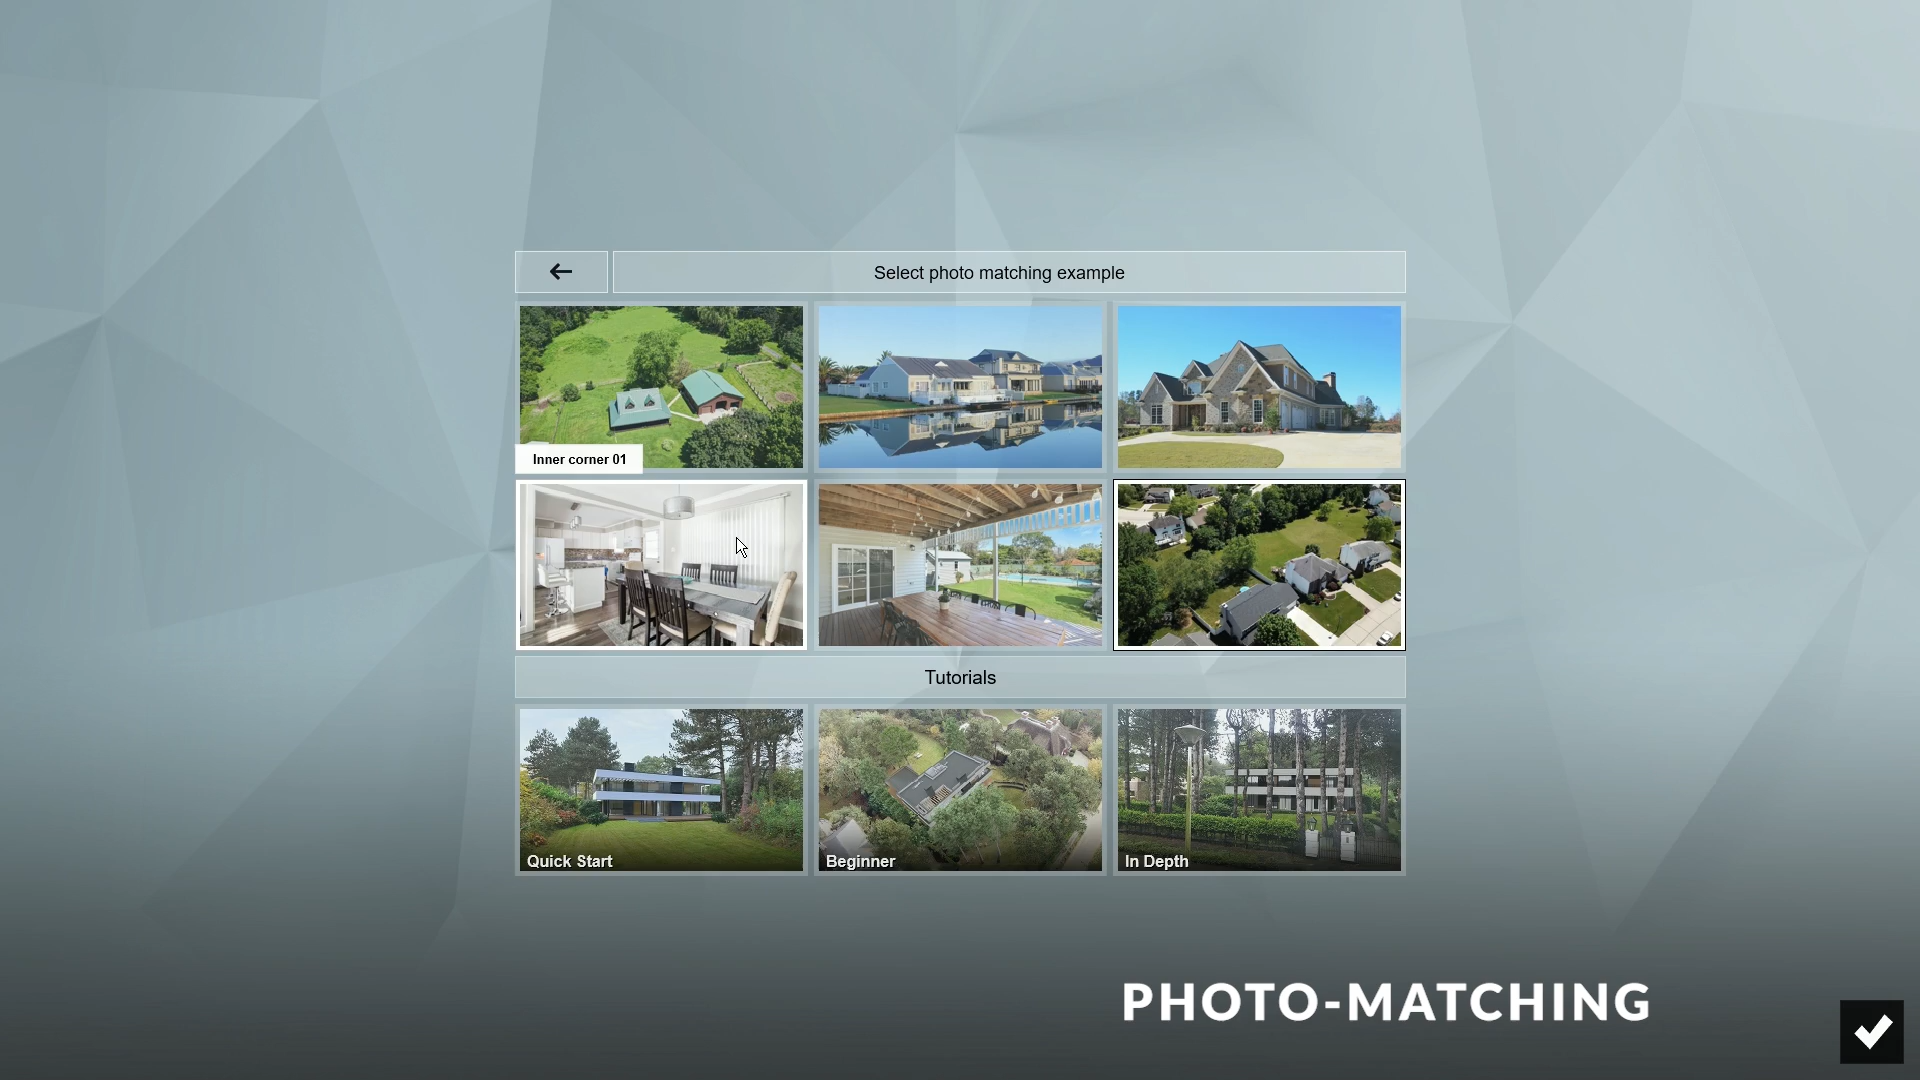 Select photo matching example
Inner corner 01
Tutorials
Quick Start
Beginner
In Depth
PHOTO-MATCHING